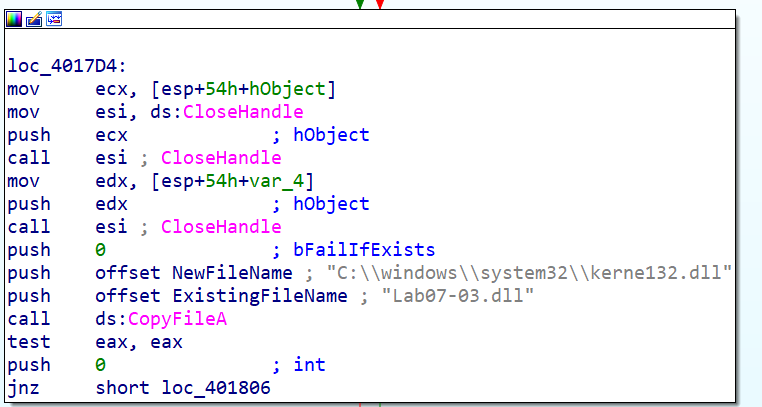 loc_4017D4:
mov ecx, [esp+54h+hObject]
mov esi, ds:CloseHandle
push ecx ; hObject
call esi ; CloseHandle
mov edx, [esp+54h+var_4]
push edx ; hObject
call esi ; CloseHandle
push 0 ; bFailIfExists
push offset NewFileName ; "C:\\windows\\system32\\kerne132.dll"
push offset ExistingFileName ; "Lab07-03.dll"
call ds:CopyFileA
test eax, eax
push 0 ; int
jnz short loc_401806